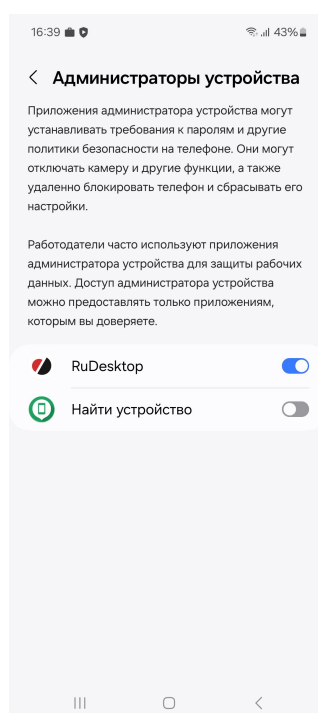 16:39 43%
Администраторы устройства
Приложения администратора устройства могут
устанавливать требования к паролям и другие
политики безопасности на телефоне. Они могут
отключать камеру и другие функции, а также
удаленно блокировать телефон и сбрасывать его
настройки.
Работодатели часто используют приложения
администратора устройства для защиты рабочих
данных. Доступ администратора устройства
можно предоставлять только приложениям,
которым вы доверяете.
RuDesktop
Найти устройство